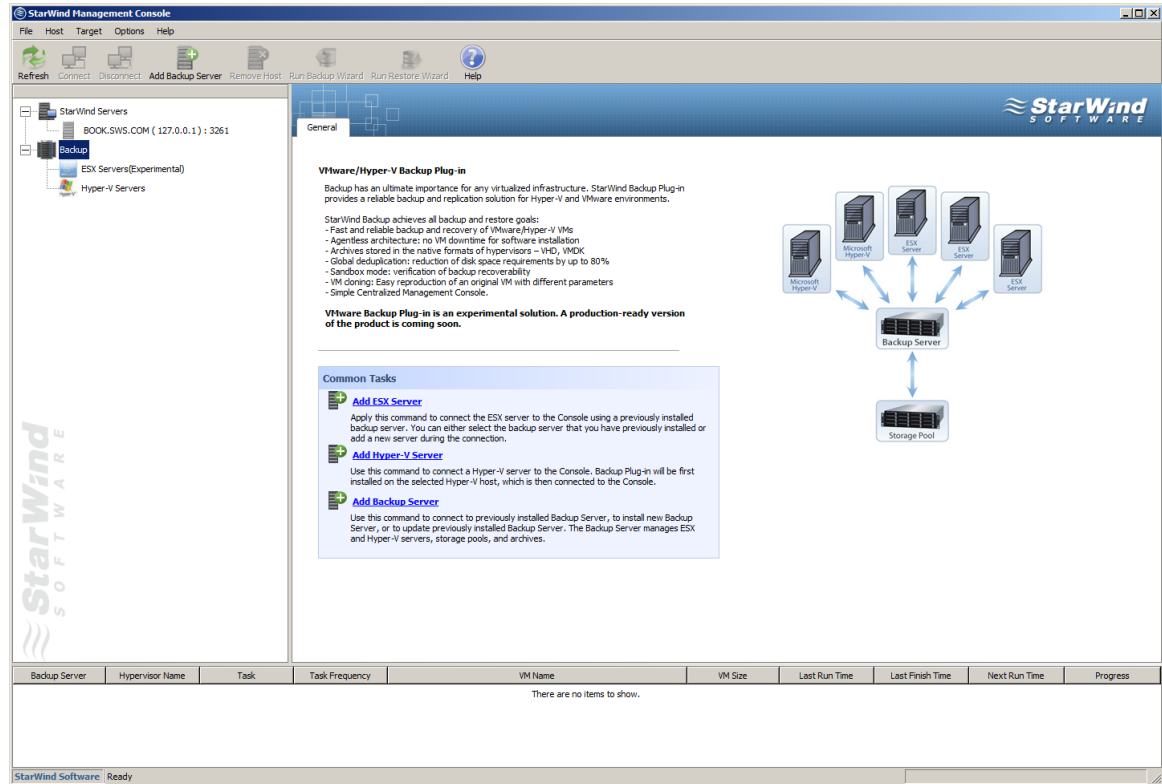 StarWind Management Console
File Host Target Options Help
Refresh Connect Disconnect Add Backup Server Remove Host Run Backup Wizard Run Restore Wizard Help
StarWind Servers
BOOK.SWS.COM ( 127.0.0.1 ) : 3261
Backup
ESX Servers(Experimental)
Hyper-V Servers
StarWind
SOFTWARE
General
StarWind
SOFTWARE
VMware/Hyper-V Backup Plug-in
Backup has an ultimate importance for any virtualized infrastructure. StarWind Backup Plug-in
provides a reliable backup and replication solution for Hyper-V and VMware environments.
StarWind Backup achieves all backup and restore goals:
- Fast and reliable backup and recovery of VMware/Hyper-V VMs
- Agentless architecture: no VM downtime for software installation
- Archives stored in the native formats of hypervisors – VHD, VMDK
- Global deduplication: reduction of disk space requirements by up to 80%
- Sandbox mode: verification of backup recoverability
- VM cloning: Easy reproduction of an original VM with different parameters
- Simple Centralized Management Console.
VMware Backup Plug-in is an experimental solution. A production-ready version
of the product is coming soon.
Microsoft
Hyper-V
Microsoft
Hyper-V
ESX
Server
ESX
Server
ESX
Server
Backup Server
Storage Pool
Common Tasks
Add ESX Server
Apply this command to connect the ESX server to the Console using a previously installed
backup server. You can either select the backup server that you have previously installed or
add a new server during the connection.
Add Hyper-V Server
Use this command to connect a Hyper-V server to the Console. Backup Plug-in will be first
installed on the selected Hyper-V host, which is then connected to the Console.
Add Backup Server
Use this command to connect to previously installed Backup Server, to install new Backup
Server, or to update previously installed Backup Server. The Backup Server manages ESX
and Hyper-V servers, storage pools, and archives.
Backup Server Hypervisor Name Task Task Frequency VM Name VM Size Last Run Time Last Finish Time Next Run Time Progress
There are no items to show.
StarWind Software Ready